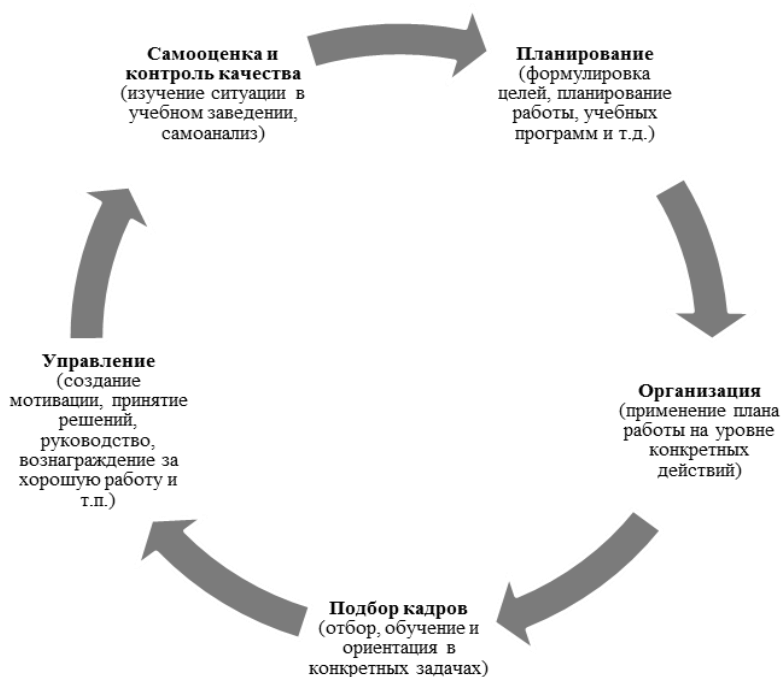 Самооценка и
контроль качества
(изучение ситуации в
учебном заведении,
самоанализ)
Планирование
(формулировка
целей, планирование
работы, учебных
программ и т.д.)
Организация
(применение плана
работы на уровне
конкретных
действий)
Подбор кадров
(отбор, обучение и
ориентация в
конкретных задачах)
Управление
(создание
мотивации, принятие
решений,
руководство,
вознаграждение за
хорошую работу и
т.п.)